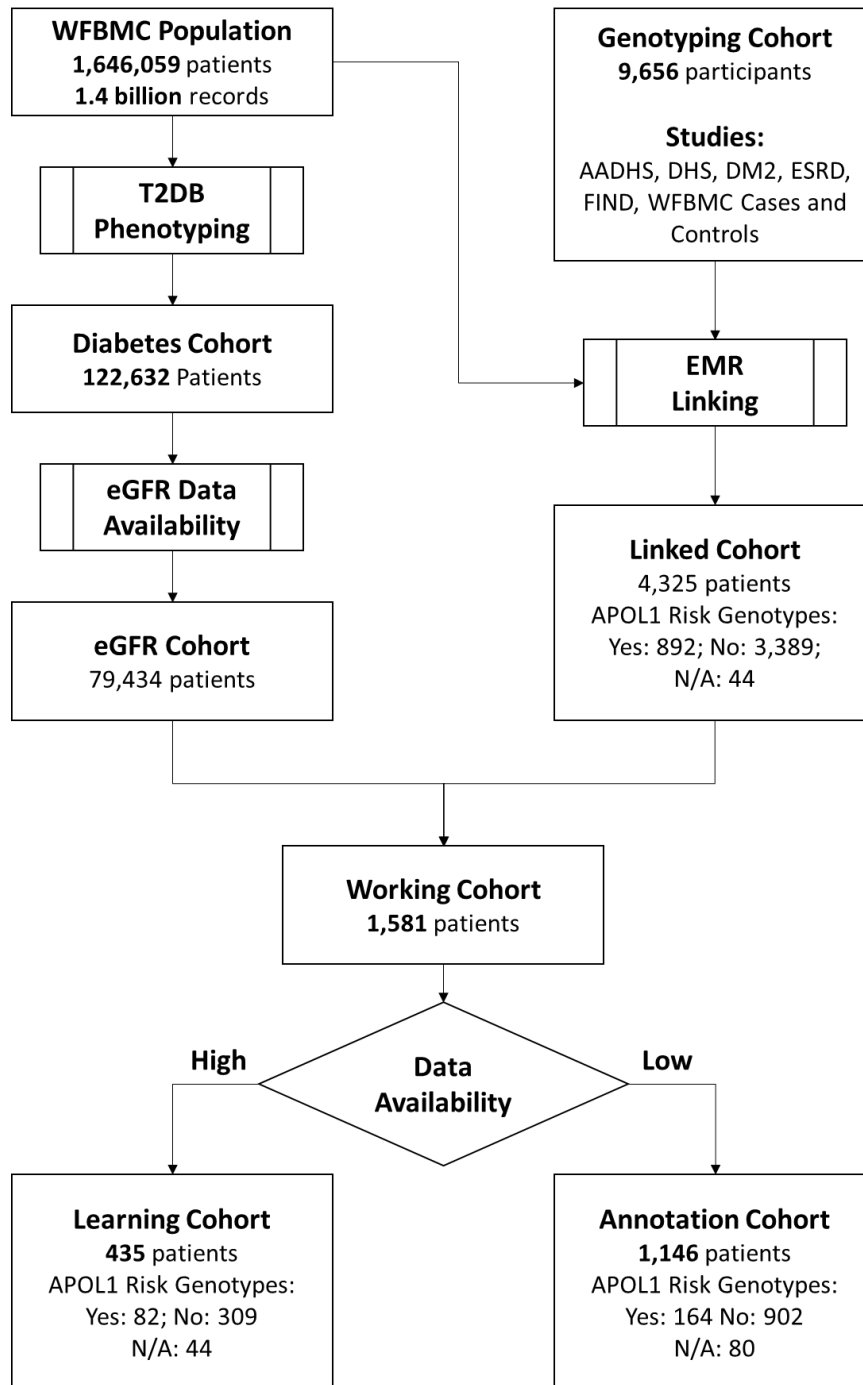 WFBMC Population
1,646,059 patients
1.4 billion records
T2DB
Phenotyping
Diabetes Cohort
122,632 Patients
eGFR Data
Availability
eGFR Cohort
79,434 patients
Genotyping Cohort
9,656 participants
Studies:
AADHS, DHS, DM2, ESRD,
FIND, WFBMC Cases and
Controls
EMR
Linking
Linked Cohort
4,325 patients
APOL1 Risk Genotypes:
Yes: 892; No: 3,389;
N/A: 44
Working Cohort
1,581 patients
Data
Availability
High
Low
Learning Cohort
435 patients
APOL1 Risk Genotypes:
Yes: 82; No: 309
N/A: 44
Annotation Cohort
1,146 patients
APOL1 Risk Genotypes:
Yes: 164 No: 902
N/A: 80